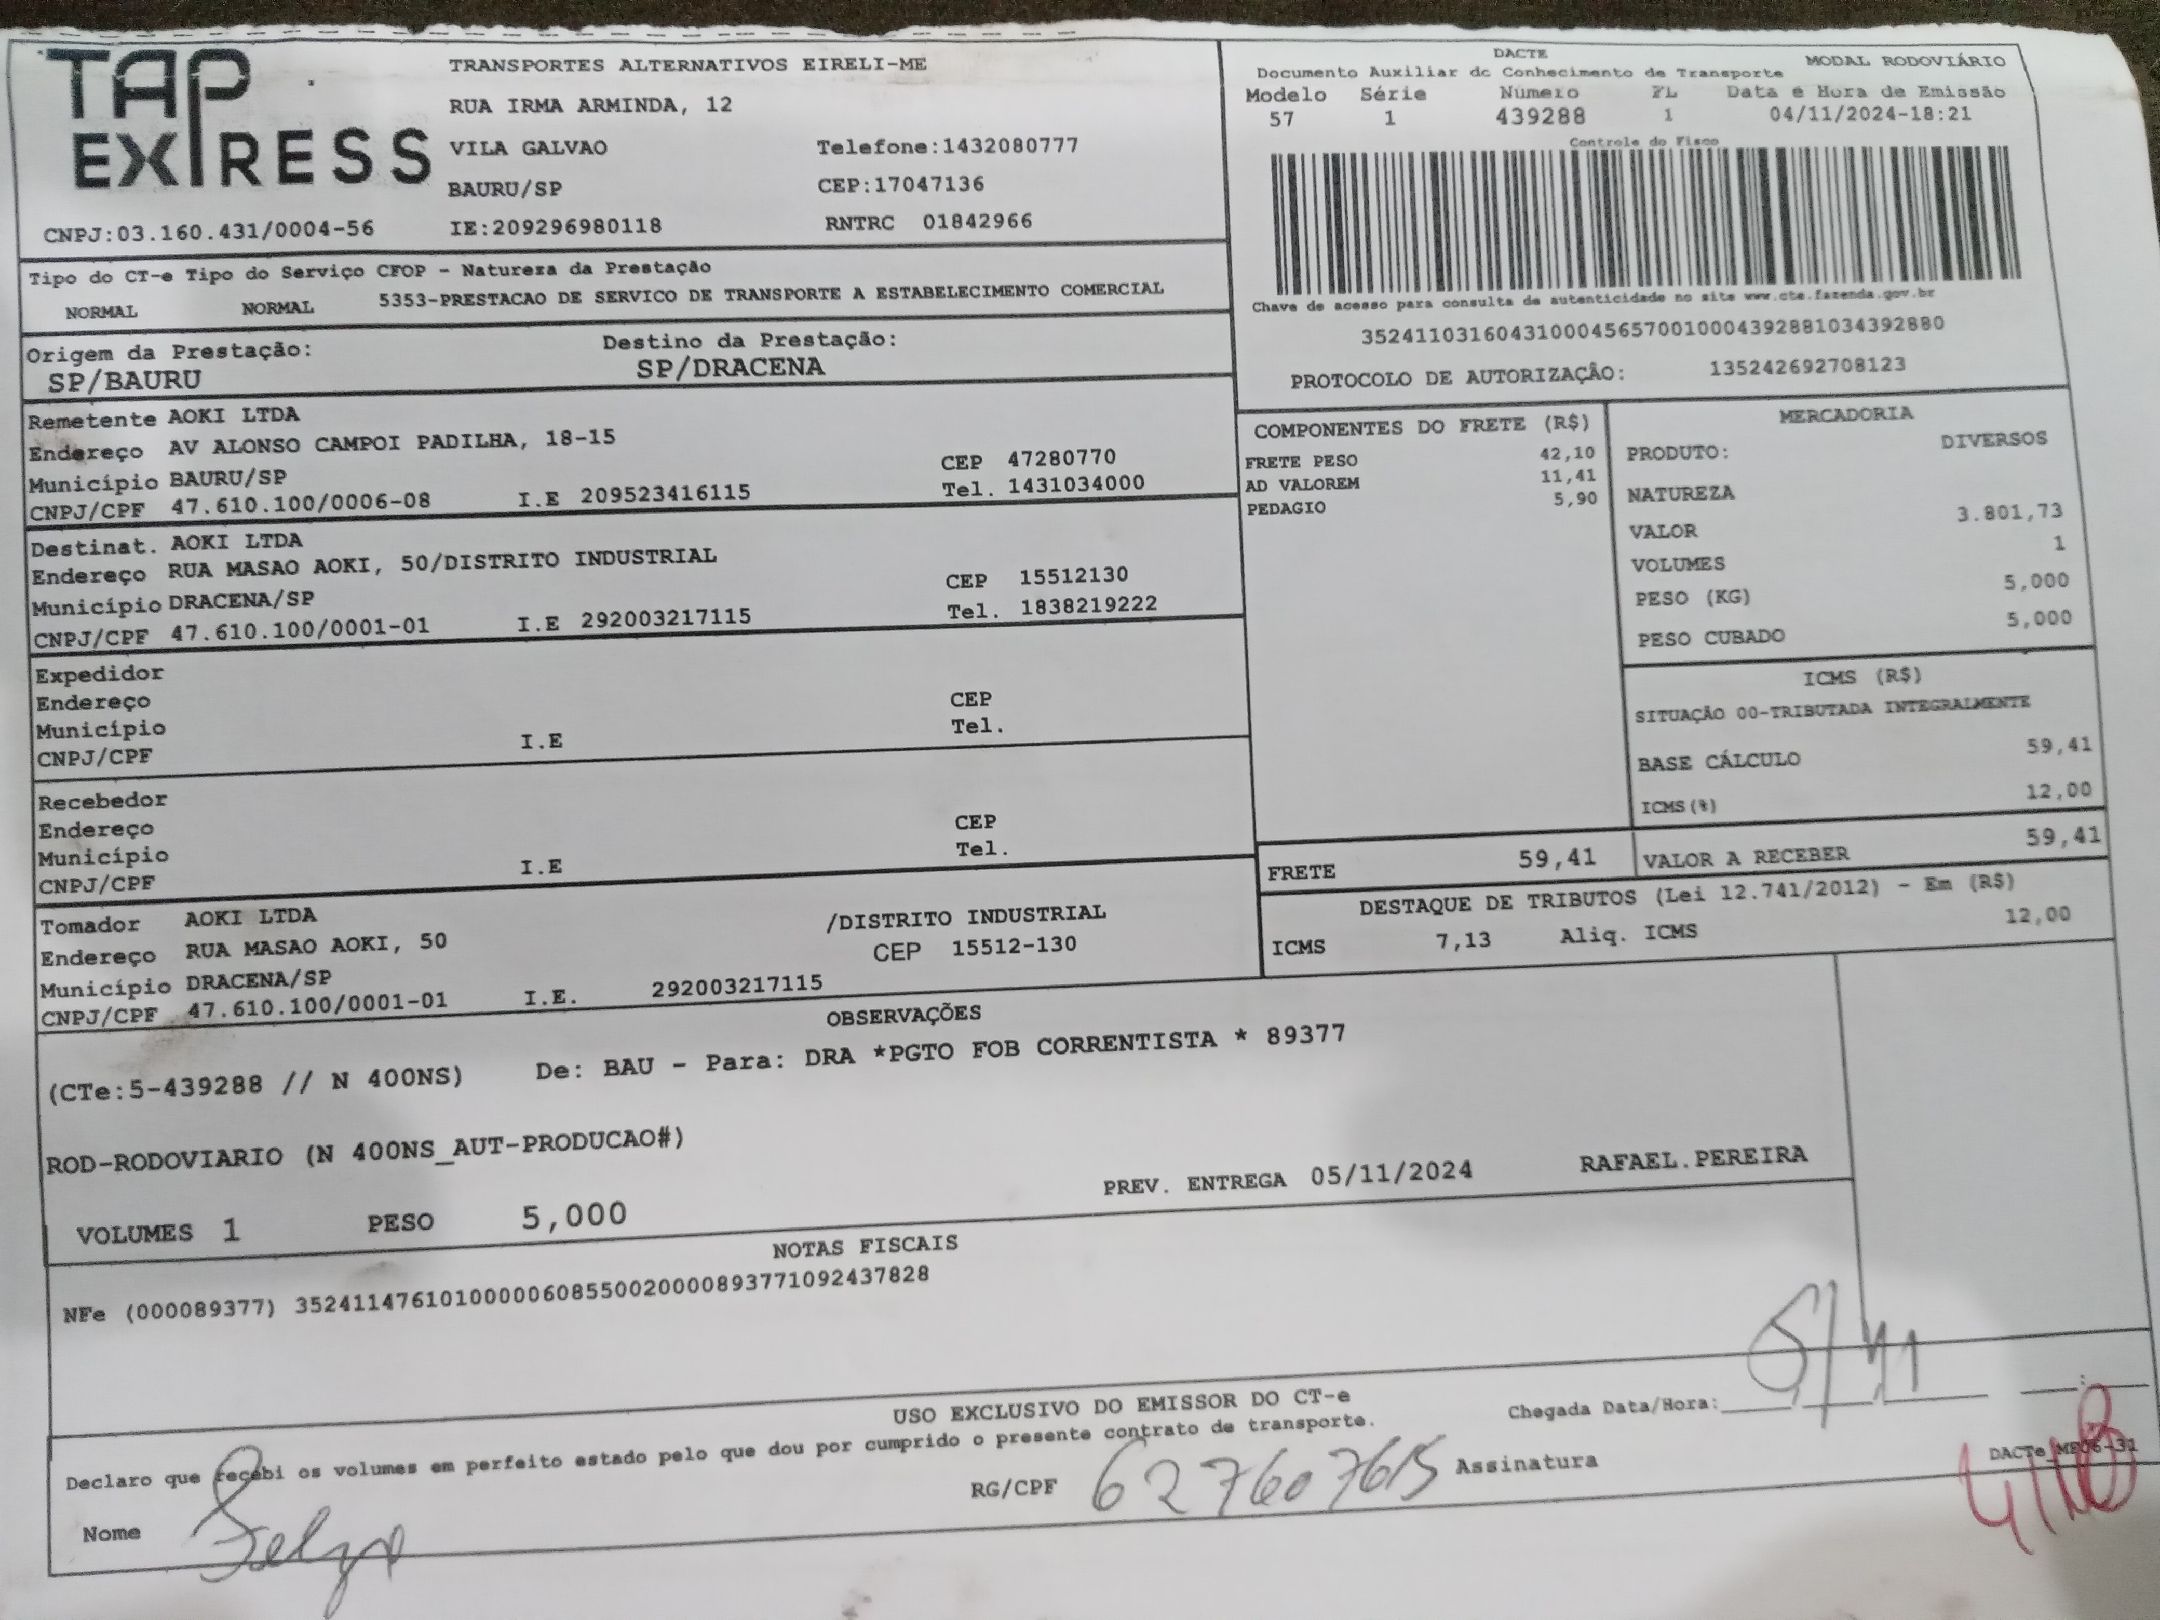 TAP EXPRESS
TRANSPORTES ALTERNATIVOS EIRELI-ME
RUA IRMA ARMINDA, 12
VILA GALVAO Telefone:1432080777
BAURU/SP CEP:17047136
CNPJ:03.160.431/0004-56 IE:209296980118 RNTRC 01842966
DACTE MODAL RODOVIÁRIO
Documento Auxiliar do Conhecimento de Transporte
Modelo Série Número FL Data e Hora de Emissão
57 1 439288 1 04/11/2024-18:21
Controle do Fisco
Chave de acesso para consulta de autenticidade no site www.cte.fazenda.gov.br
35241103160431000456570010004392881034392880
PROTOCOLO DE AUTORIZAÇÃO: 135242692708123
Tipo do CT-e Tipo do Serviço CFOP - Natureza da Prestação
NORMAL NORMAL 5353-PRESTACAO DE SERVICO DE TRANSPORTE A ESTABELECIMENTO COMERCIAL
Origem da Prestação: Destino da Prestação:
SP/BAURU SP/DRACENA
Remetente AOKI LTDA
Endereço AV ALONSO CAMPOI PADILHA, 18-15
Município BAURU/SP CEP 47280770
CNPJ/CPF 47.610.100/0006-08 I.E 209523416115 Tel. 1431034000
Destinat. AOKI LTDA
Endereço RUA MASAO AOKI, 50/DISTRITO INDUSTRIAL
Município DRACENA/SP CEP 15512130
CNPJ/CPF 47.610.100/0001-01 I.E 292003217115 Tel. 1838219222
Expedidor
Endereço CEP
Município Tel.
CNPJ/CPF I.E
Recebedor
Endereço CEP
Município Tel.
CNPJ/CPF I.E
Tomador AOKI LTDA /DISTRITO INDUSTRIAL
Endereço RUA MASAO AOKI, 50 CEP 15512-130
Município DRACENA/SP
CNPJ/CPF 47.610.100/0001-01 I.E. 292003217115
COMPONENTES DO FRETE (R$)
FRETE PESO 42,10
AD VALOREM 11,41
PEDAGIO 5,90
MERCADORIA
PRODUTO: DIVERSOS
NATUREZA
VALOR 3.801,73
VOLUMES 1
PESO (KG) 5,000
PESO CUBADO 5,000
ICMS (R$)
SITUAÇÃO 00-TRIBUTADA INTEGRALMENTE
BASE CÁLCULO 59,41
ICMS(%) 12,00
FRETE 59,41 VALOR A RECEBER 59,41
DESTAQUE DE TRIBUTOS (Lei 12.741/2012) - Em (R$)
ICMS 7,13 Aliq. ICMS 12,00
OBSERVAÇÕES
(CTe:5-439288 // N 400NS) De: BAU - Para: DRA *PGTO FOB CORRENTISTA * 89377
ROD-RODOVIARIO (N 400NS_AUT-PRODUCAO#)
PREV. ENTREGA 05/11/2024 RAFAEL.PEREIRA
VOLUMES 1 PESO 5,000
NOTAS FISCAIS
NFe (000089377) 35241147610100000608550020000893771092437828
USO EXCLUSIVO DO EMISSOR DO CT-e
Chegada Data/Hora: 5/11
Declaro que recebi os volumes em perfeito estado pelo que dou por cumprido o presente contrato de transporte.
Nome RG/CPF Assinatura